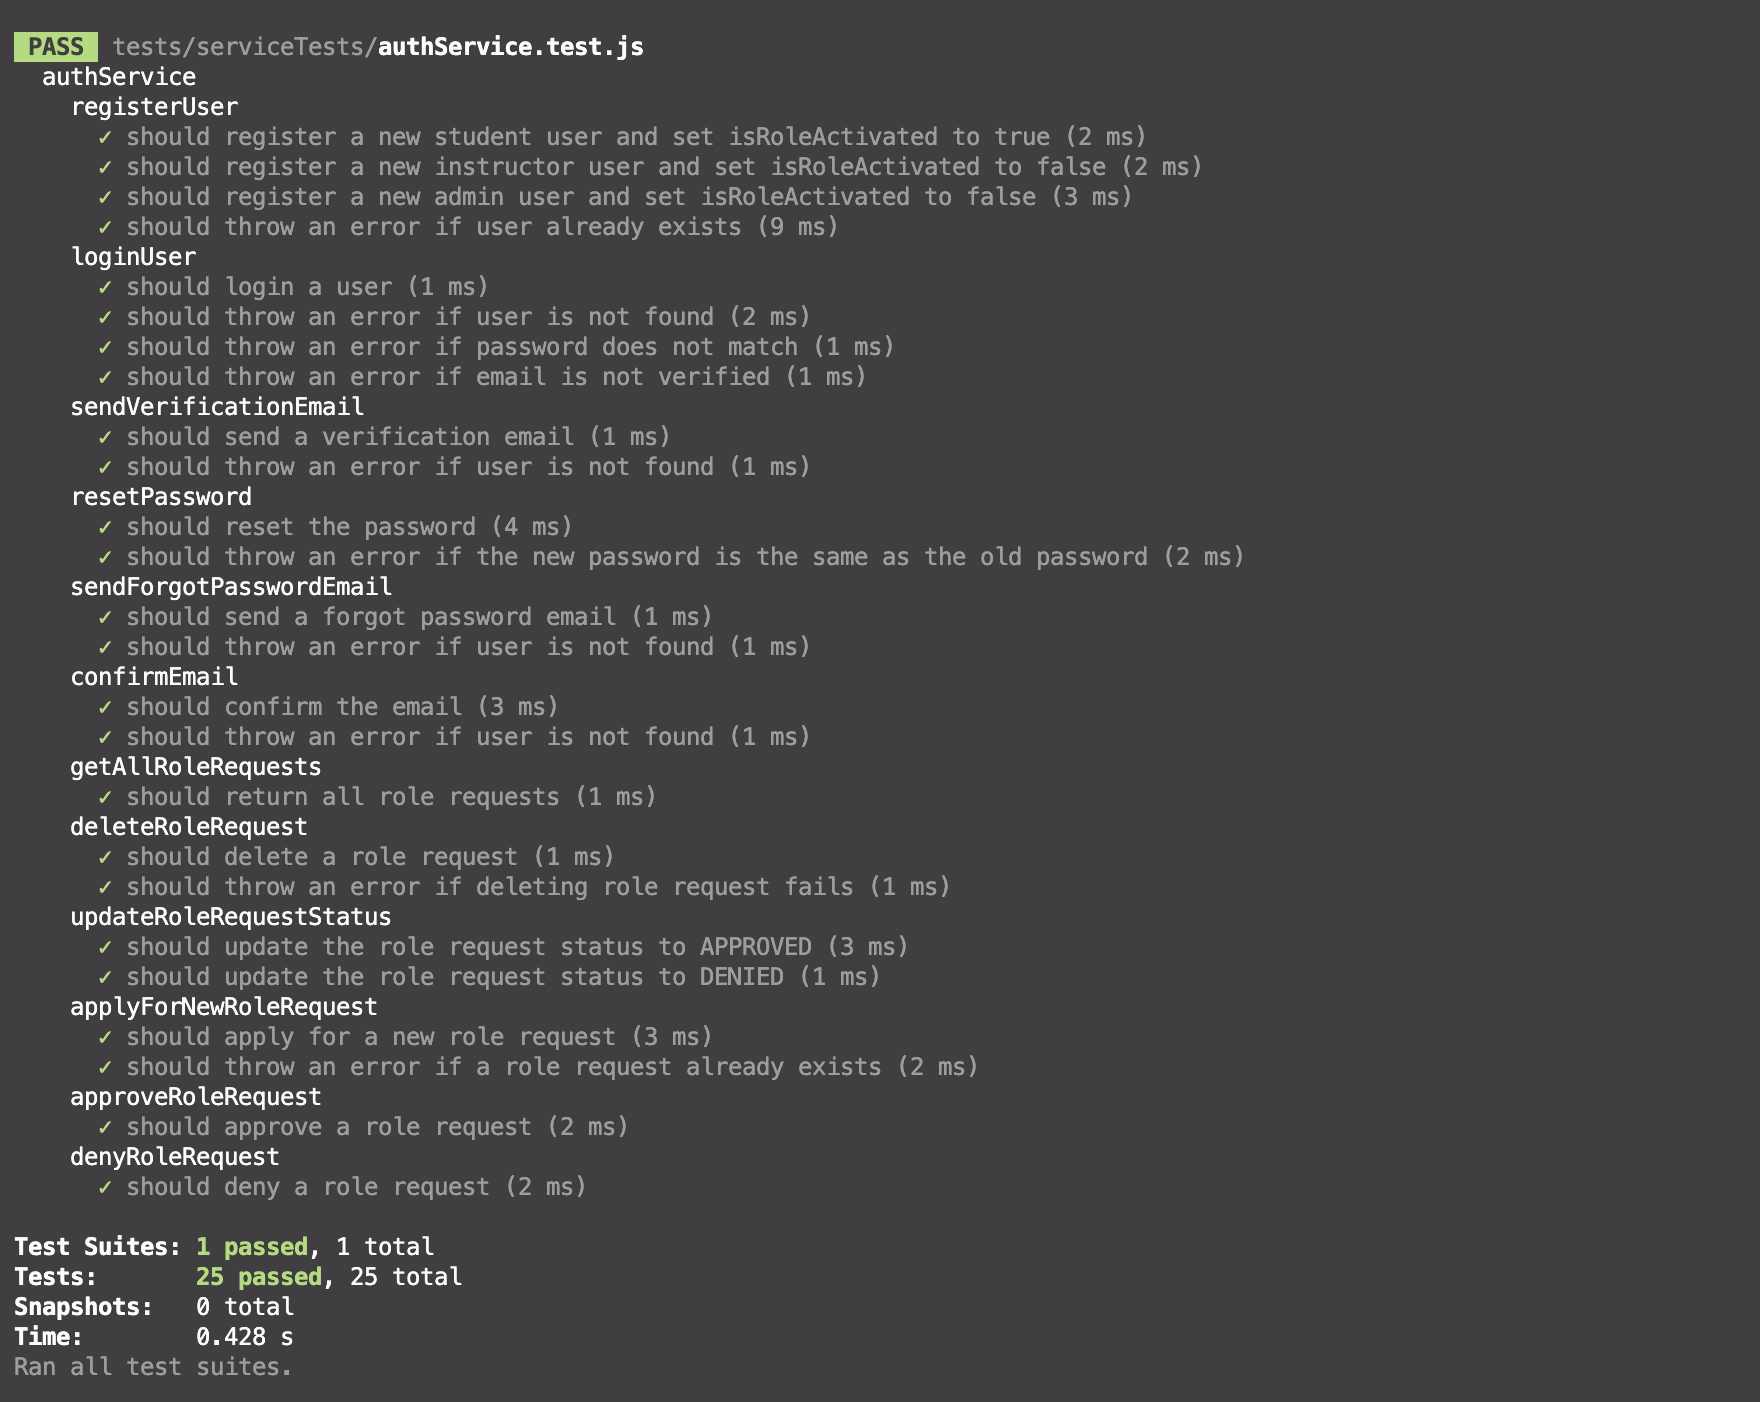 PASS tests/serviceTests/authService.test.js
authService
registerUser
✓ should register a new student user and set isRoleActivated to true (2 ms)
✓ should register a new instructor user and set isRoleActivated to false (2 ms)
✓ should register a new admin user and set isRoleActivated to false (3 ms)
✓ should throw an error if user already exists (9 ms)
loginUser
✓ should login a user (1 ms)
✓ should throw an error if user is not found (2 ms)
✓ should throw an error if password does not match (1 ms)
✓ should throw an error if email is not verified (1 ms)
sendVerificationEmail
✓ should send a verification email (1 ms)
✓ should throw an error if user is not found (1 ms)
resetPassword
✓ should reset the password (4 ms)
✓ should throw an error if the new password is the same as the old password (2 ms)
sendForgotPasswordEmail
✓ should send a forgot password email (1 ms)
✓ should throw an error if user is not found (1 ms)
confirmEmail
✓ should confirm the email (3 ms)
✓ should throw an error if user is not found (1 ms)
getAllRoleRequests
✓ should return all role requests (1 ms)
deleteRoleRequest
✓ should delete a role request (1 ms)
✓ should throw an error if deleting role request fails (1 ms)
updateRoleRequestStatus
✓ should update the role request status to APPROVED (3 ms)
✓ should update the role request status to DENIED (1 ms)
applyForNewRoleRequest
✓ should apply for a new role request (3 ms)
✓ should throw an error if a role request already exists (2 ms)
approveRoleRequest
✓ should approve a role request (2 ms)
denyRoleRequest
✓ should deny a role request (2 ms)
Test Suites: 1 passed, 1 total
Tests: 25 passed, 25 total
Snapshots: 0 total
Time: 0.428 s
Ran all test suites.